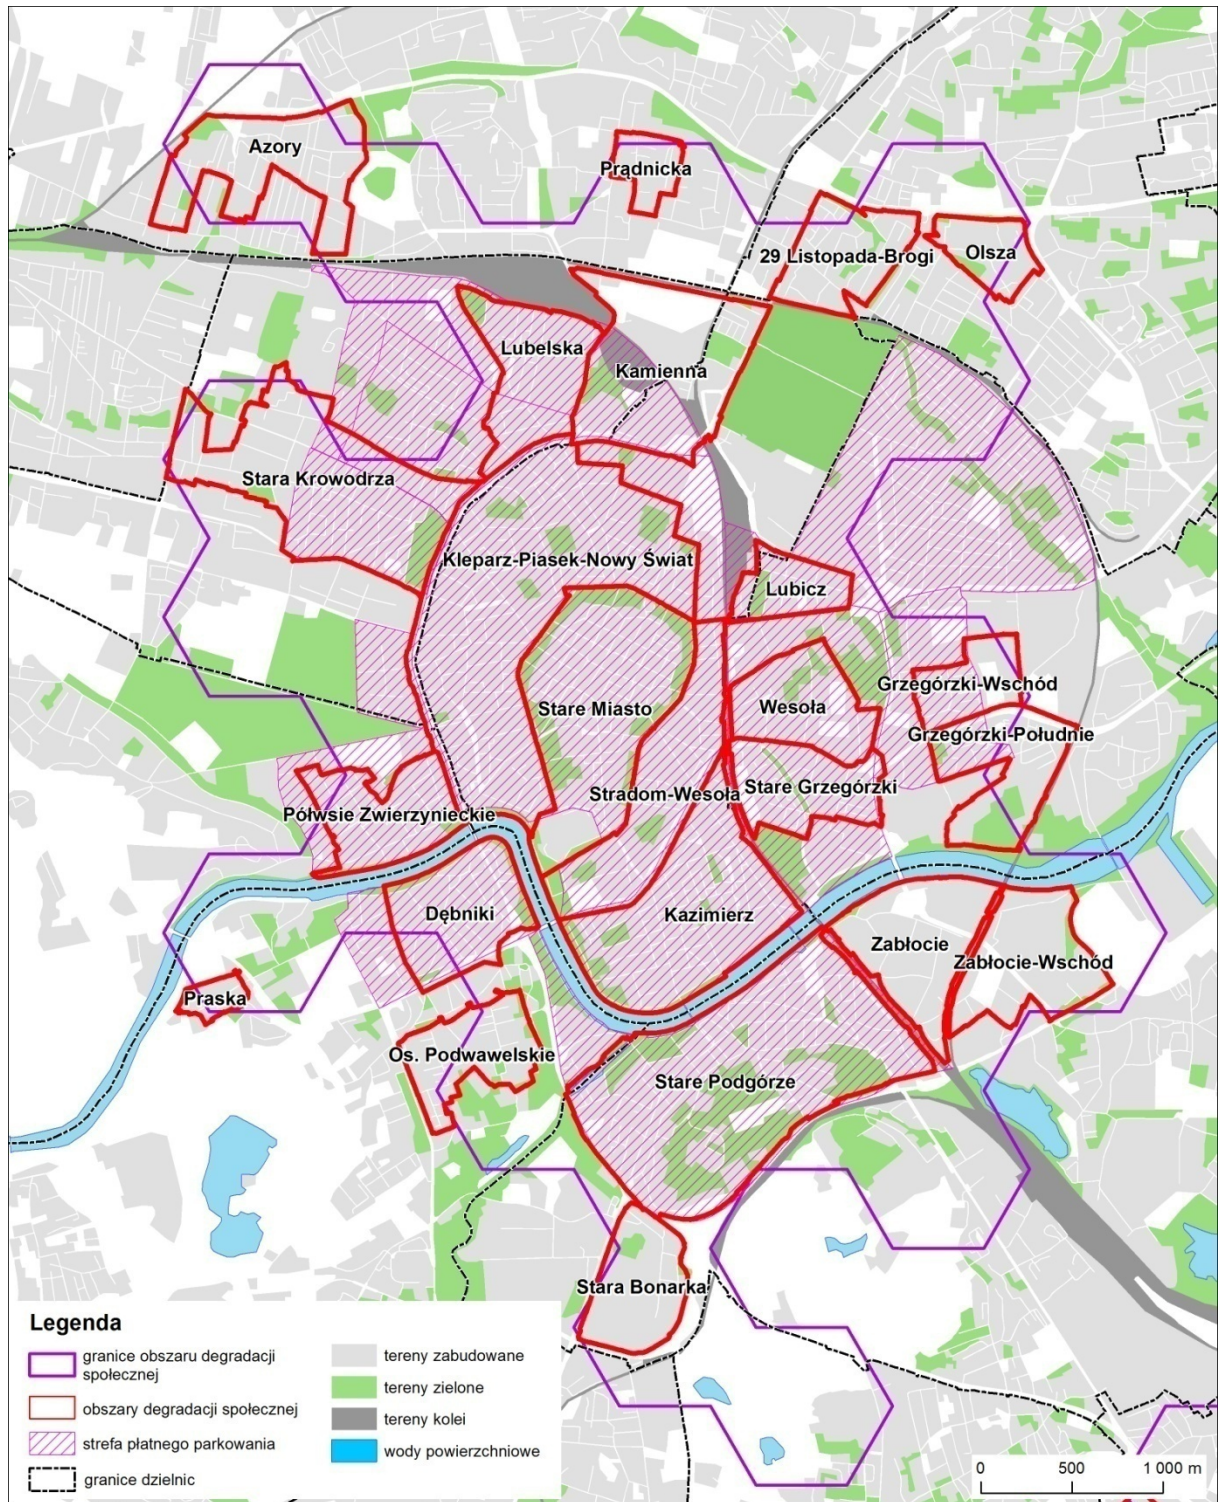 Azory
Prądnicka
29 Listopada-Brogi
Olsza
Lubelska
Kamienna
Stara Krowodrza
Kleparz-Piasek-Nowy Świat
Lubicz
Grzegórzki-Wschód
Wesoła
Stare Miasto
Grzegórzki-Południe
Stare Grzegórzki
Stradom-Wesoła
Półwsie Zwierzynieckie
Dębniki
Kazimierz
Zabłocie
Zabłocie-Wschód
Praska
Os. Podwawelskie
Stare Podgórze
Stara Bonarka
Legenda
granice obszaru degradacji
społecznej
obszary degradacji społecznej
strefa płatnego parkowania
granice dzielnic
tereny zabudowane
tereny zielone
tereny kolei
wody powierzchniowe
0 500 1 000 m